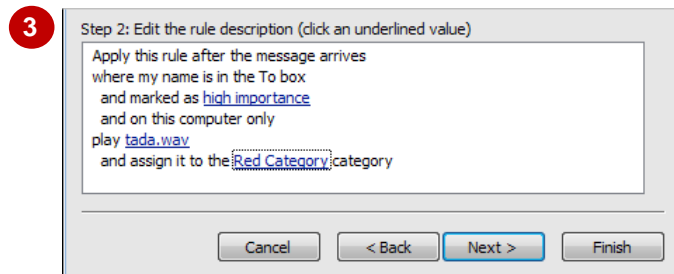 3
Step 2: Edit the rule description (click an underlined value)
Apply this rule after the message arrives
where my name is in the To box
and marked as high importance
and on this computer only
play tada.wav
and assign it to the Red Category category
Cancel < Back Next > Finish